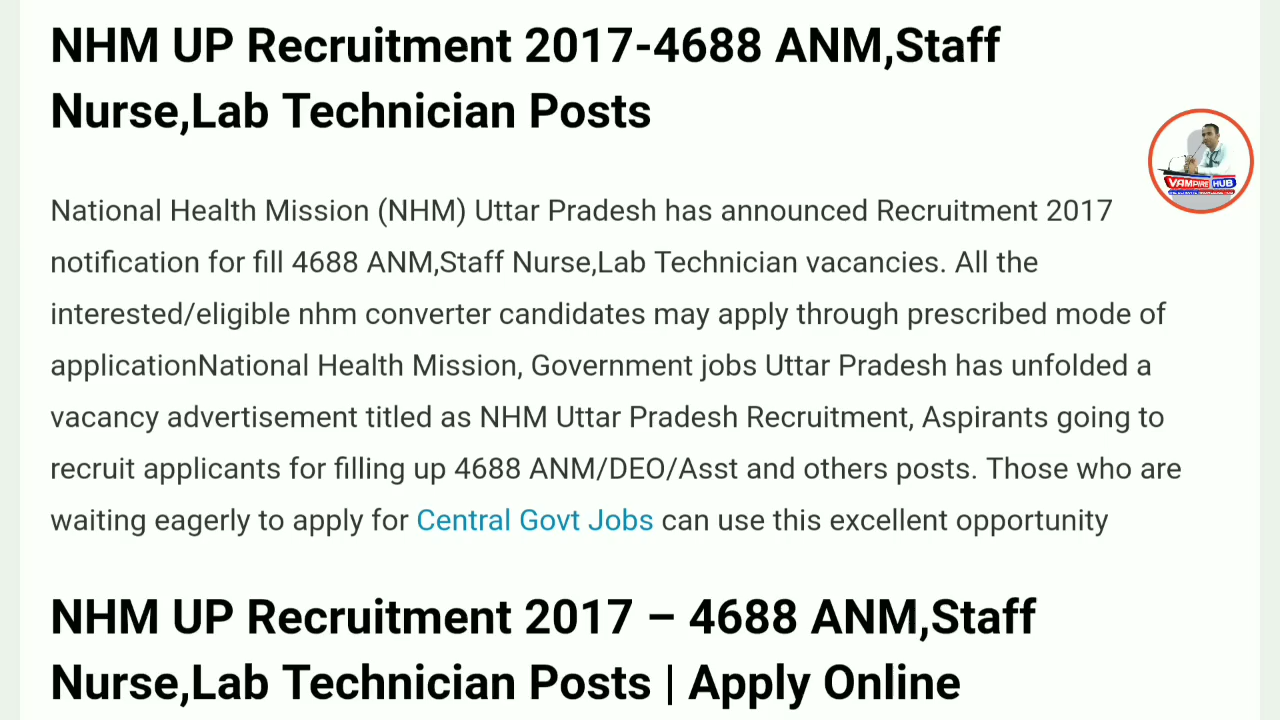 NHM UP Recruitment 2017-4688 ANM,Staff
Nurse,Lab Technician Posts
VAMPIRE HUB
National Health Mission (NHM) Uttar Pradesh has announced Recruitment 2017
notification for fill 4688 ANM,Staff Nurse,Lab Technician vacancies. All the
interested/eligible nhm converter candidates may apply through prescribed mode of
applicationNational Health Mission, Government jobs Uttar Pradesh has unfolded a
vacancy advertisement titled as NHM Uttar Pradesh Recruitment, Aspirants going to
recruit applicants for filling up 4688 ANM/DEO/Asst and others posts. Those who are
waiting eagerly to apply for Central Govt Jobs can use this excellent opportunity
NHM UP Recruitment 2017 – 4688 ANM,Staff
Nurse,Lab Technician Posts | Apply Online